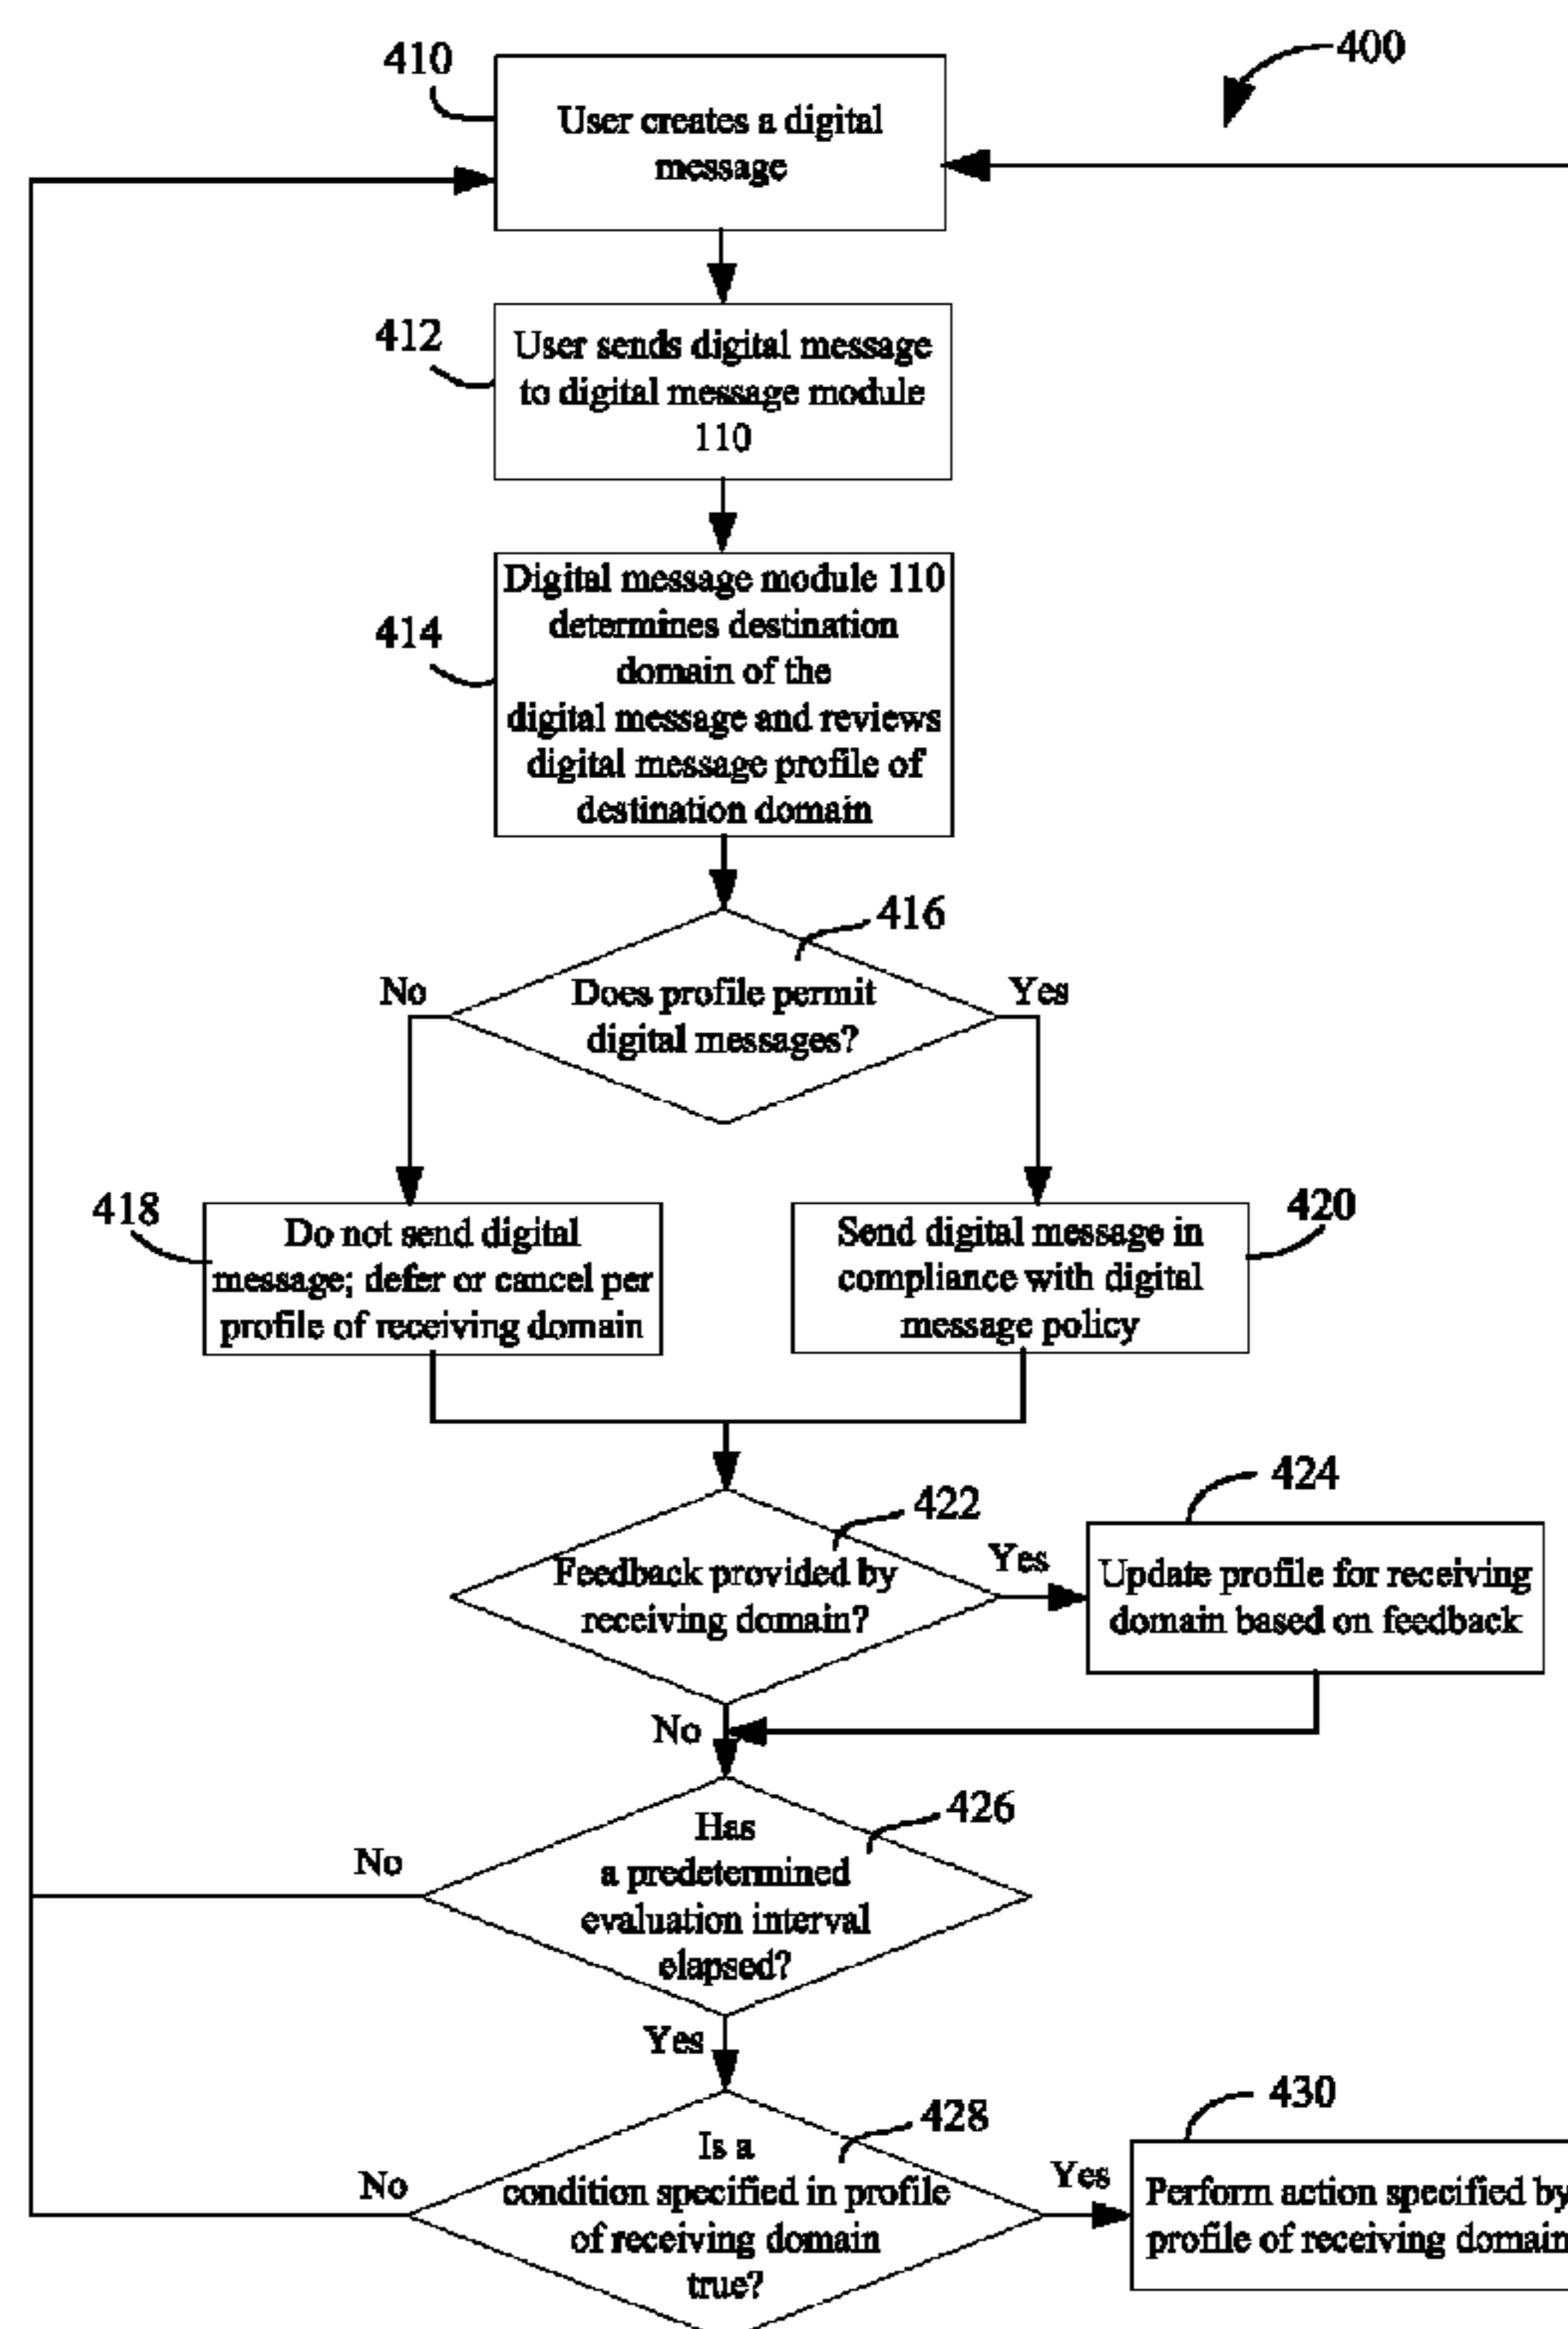 400
410
User creates a digital
message
412
User sends digital message
to digital message module
110
414
Digital message module 110
determines destination
domain of the
digital message and reviews
digital message profile of
destination domain
416
Does profile permit
digital messages?
No
Yes
418
Do not send digital
message; defer or cancel per
profile of receiving domain
420
Send digital message in
compliance with digital
message policy
422
Feedback provided by
receiving domain?
Yes
424
Update profile for receiving
domain based on feedback
No
426
Has
a predetermined
evaluation interval
elapsed?
No
Yes
428
Is a
condition specified in profile
of receiving domain
true?
No
Yes
430
Perform action specified by
profile of receiving domain